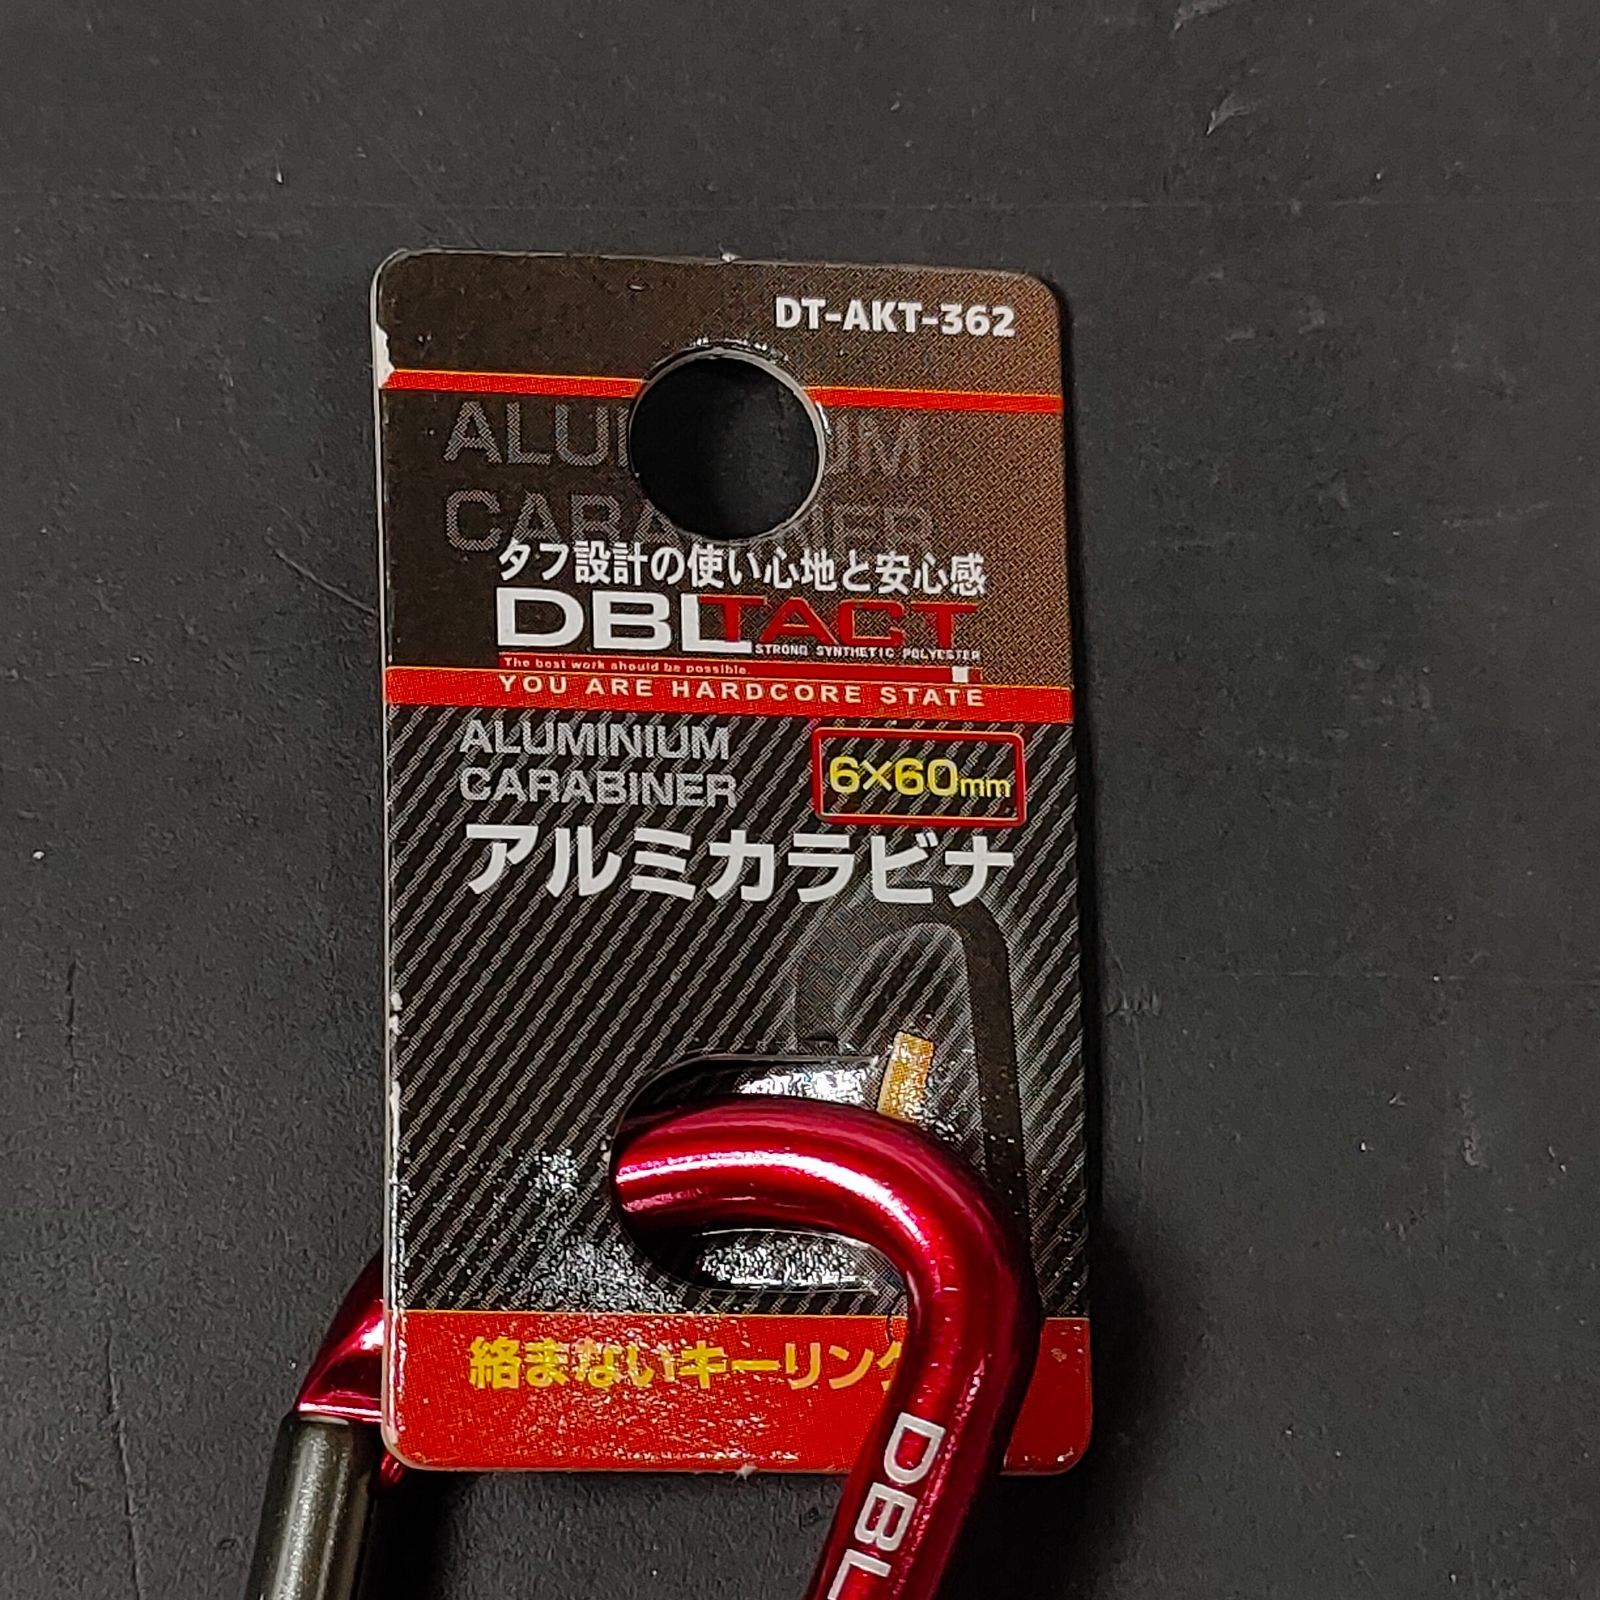 DT-AKT-362
ALUMINIUM
CARABINER
タフ設計の使い心地と安心感
DBLTACT
STRONG SYNTHETIC POLYESTER
The best work should be possible
YOU ARE HARDCORE STATE
ALUMINIUM
CARABINER
6×60mm
アルミカラビナ
絡まないキーリング
DBL